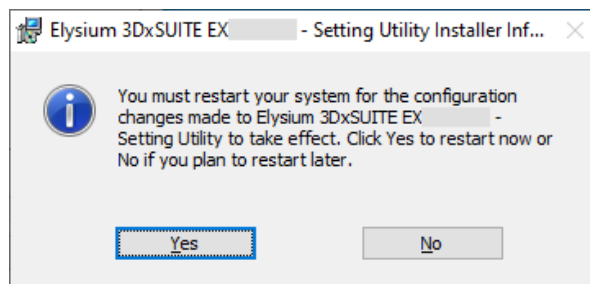 Elysium 3DxSUITE EX - Setting Utility Installer Inf...
You must restart your system for the configuration
changes made to Elysium 3DxSUITE EX -
Setting Utility to take effect. Click Yes to restart now or
No if you plan to restart later.
Yes No